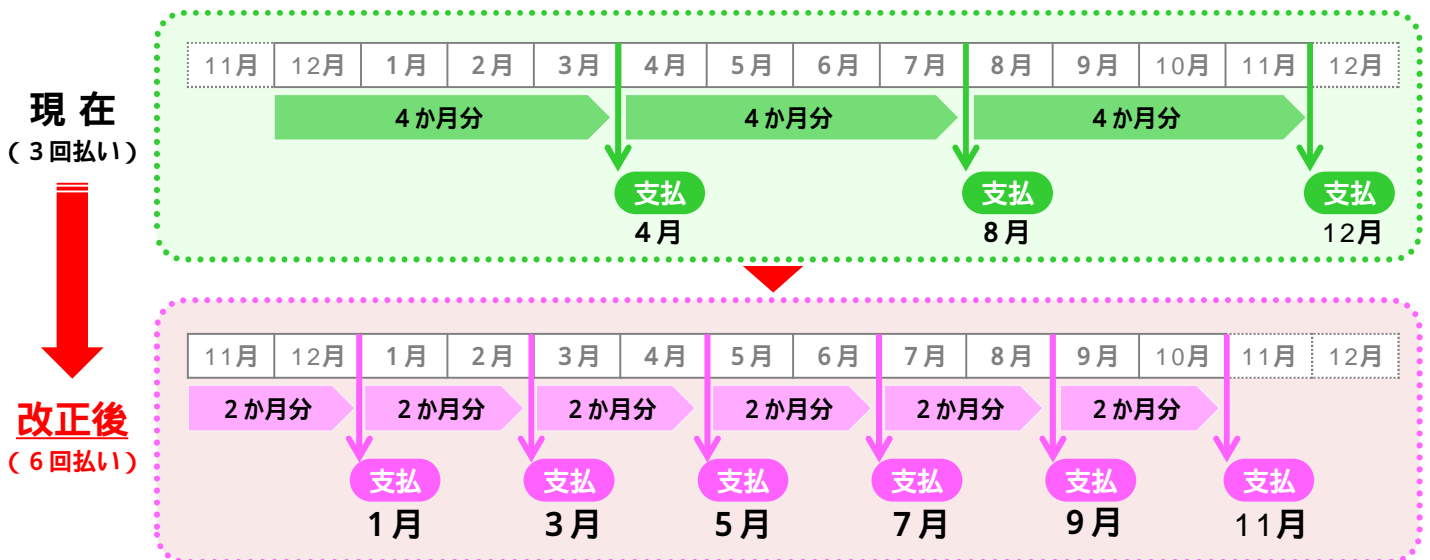 11月 12月 1月 2月 3月 4月 5月 6月 7月 8月 9月 10月 11月 12月
現 在
（3回払い）
4か月分 4か月分 4か月分
支払 支払 支払
4月 8月 12月
11月 12月 1月 2月 3月 4月 5月 6月 7月 8月 9月 10月 11月 12月
2か月分 2か月分 2か月分 2か月分 2か月分 2か月分
改正後
（6回払い）
支払 支払 支払 支払 支払 支払
1月 3月 5月 7月 9月 11月